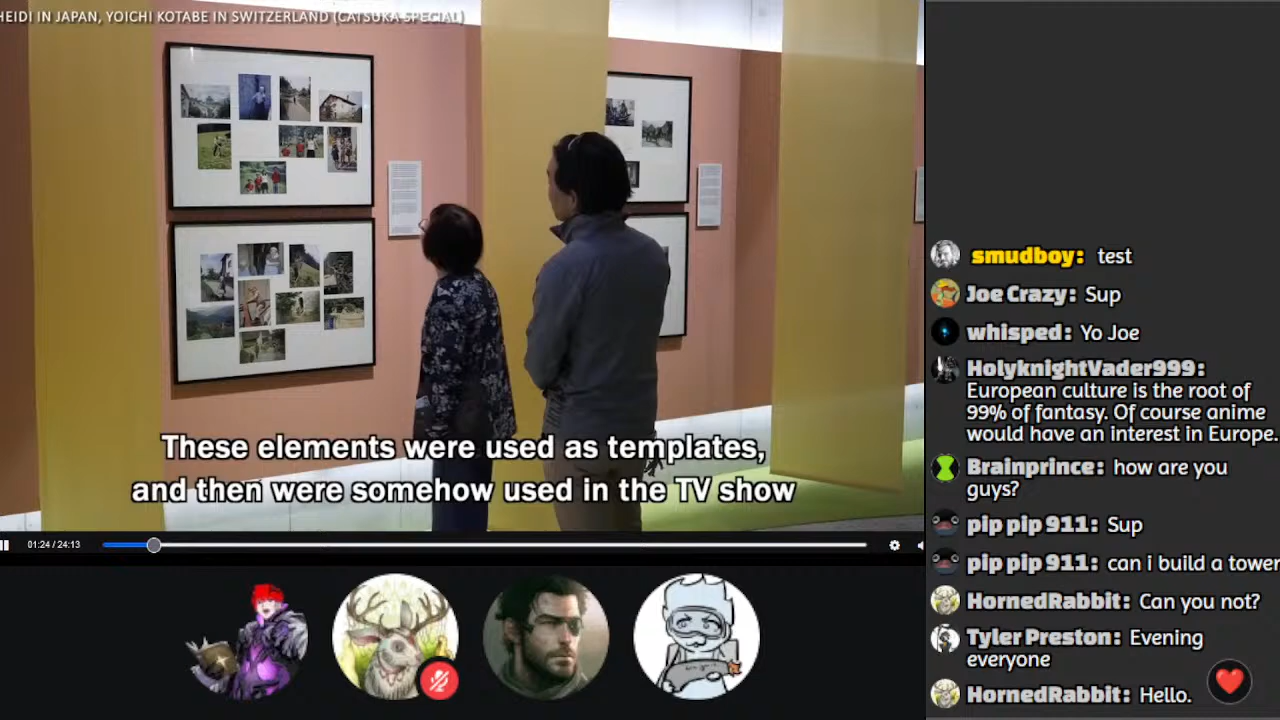 HEIDI IN JAPAN, YOICHI KOTABE IN SWITZERLAND (CATSUKA SPECIAL)
These elements were used as templates,
and then were somehow used in the TV show
01:24 / 24:13
smudboy: test
Joe Crazy: Sup
whisped: Yo Joe
HolyknightVader999:
European culture is the root of
99% of fantasy. Of course anime
would have an interest in Europe.
Brainprince: how are you
guys?
pip pip 911: Sup
pip pip 911: can i build a tower
HornedRabbit: Can you not?
Tyler Preston: Evening
everyone
HornedRabbit: Hello.